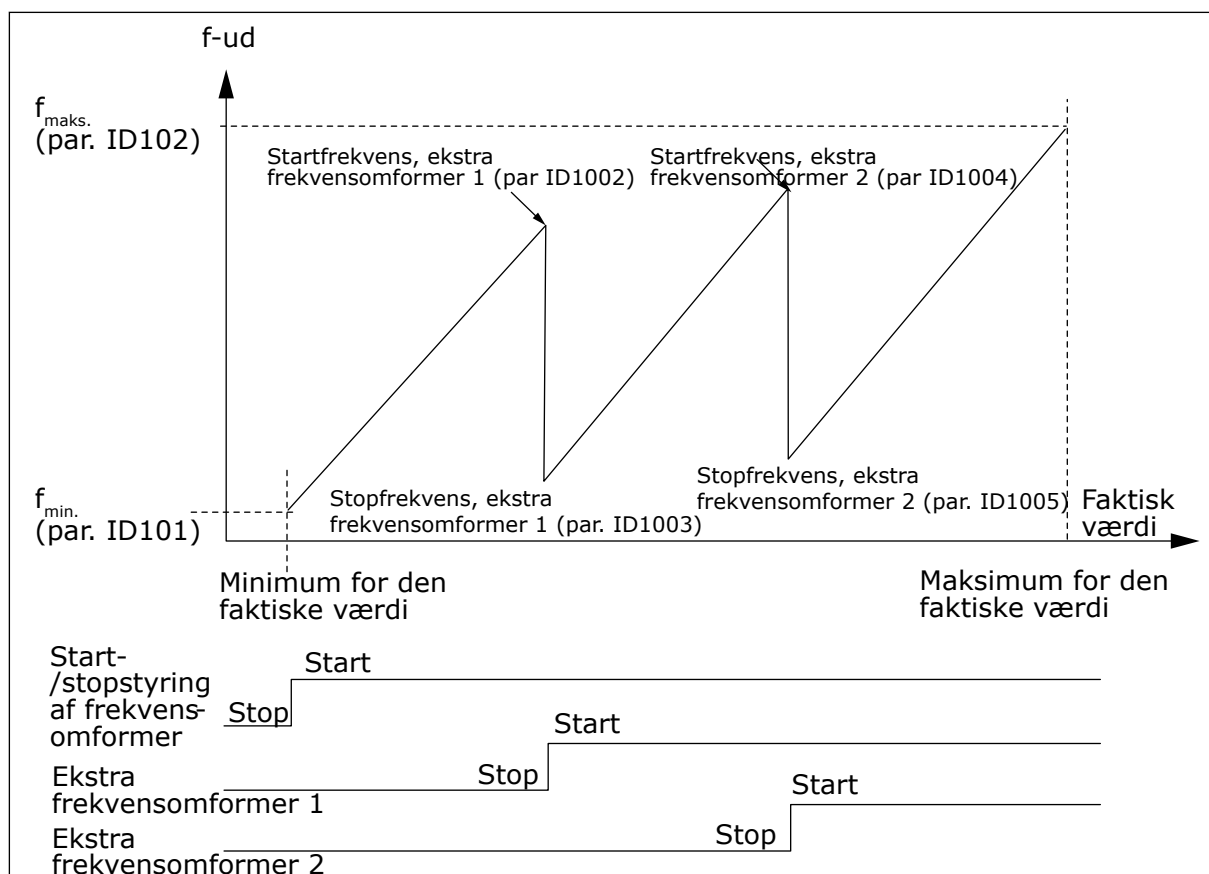 f-ud
fmaks.
(par. ID102)
Startfrekvens, ekstra
frekvensomformer 1 (par ID1002)
Startfrekvens, ekstra
frekvensomformer 2 (par ID1004)
fmin.
(par. ID101)
Stopfrekvens, ekstra
frekvensomformer 1 (par. ID1003)
Stopfrekvens, ekstra
frekvensomformer 2 (par. ID1005)
Faktisk
værdi
Minimum for den
faktiske værdi
Maksimum for den
faktiske værdi
Start-
/stopstyring
af frekvens-
omformer
Stop
Start
Ekstra
frekvensomformer 1
Stop
Start
Ekstra
frekvensomformer 2
Stop
Start